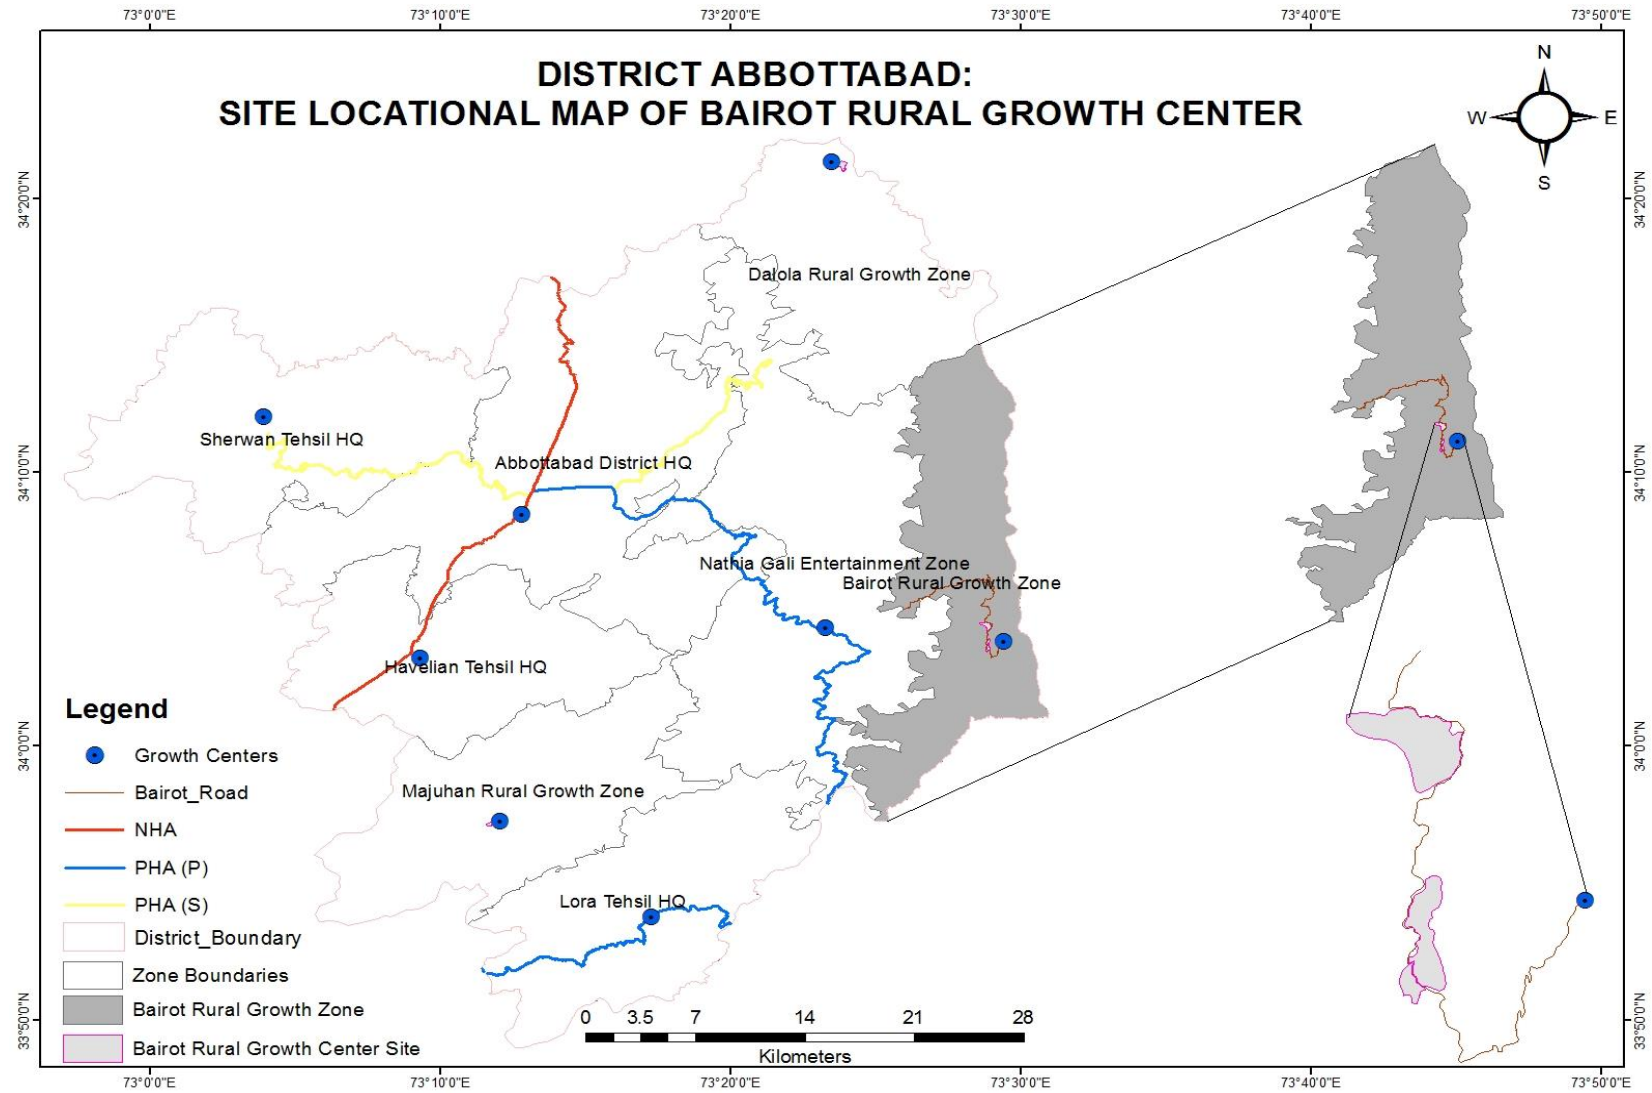 73°0'0"E
73°10'0"E
73°20'0"E
73°30'0"E
73°40'0"E
73°50'0"E
DISTRICT ABBOTTABAD:
SITE LOCATIONAL MAP OF BAIROT RURAL GROWTH CENTER
N
W
E
S
34°20'0"N
34°20'0"N
Dalola Rural Growth Zone
Sherwan Tehsil HQ
Abbottabad District HQ
34°10'0"N
34°10'0"N
Nathia Gali Entertainment Zone
Bairot Rural Growth Zone
Havelian Tehsil HQ
34°0'0"N
34°0'0"N
Majuhan Rural Growth Zone
Lora Tehsil HQ
Legend
Growth Centers
Bairot_Road
NHA
PHA (P)
PHA (S)
District_Boundary
Zone Boundaries
Bairot Rural Growth Zone
Bairot Rural Growth Center Site
0 3.5 7 14 21 28
Kilometers
33°50'0"N
33°50'0"N
73°0'0"E
73°10'0"E
73°20'0"E
73°30'0"E
73°40'0"E
73°50'0"E